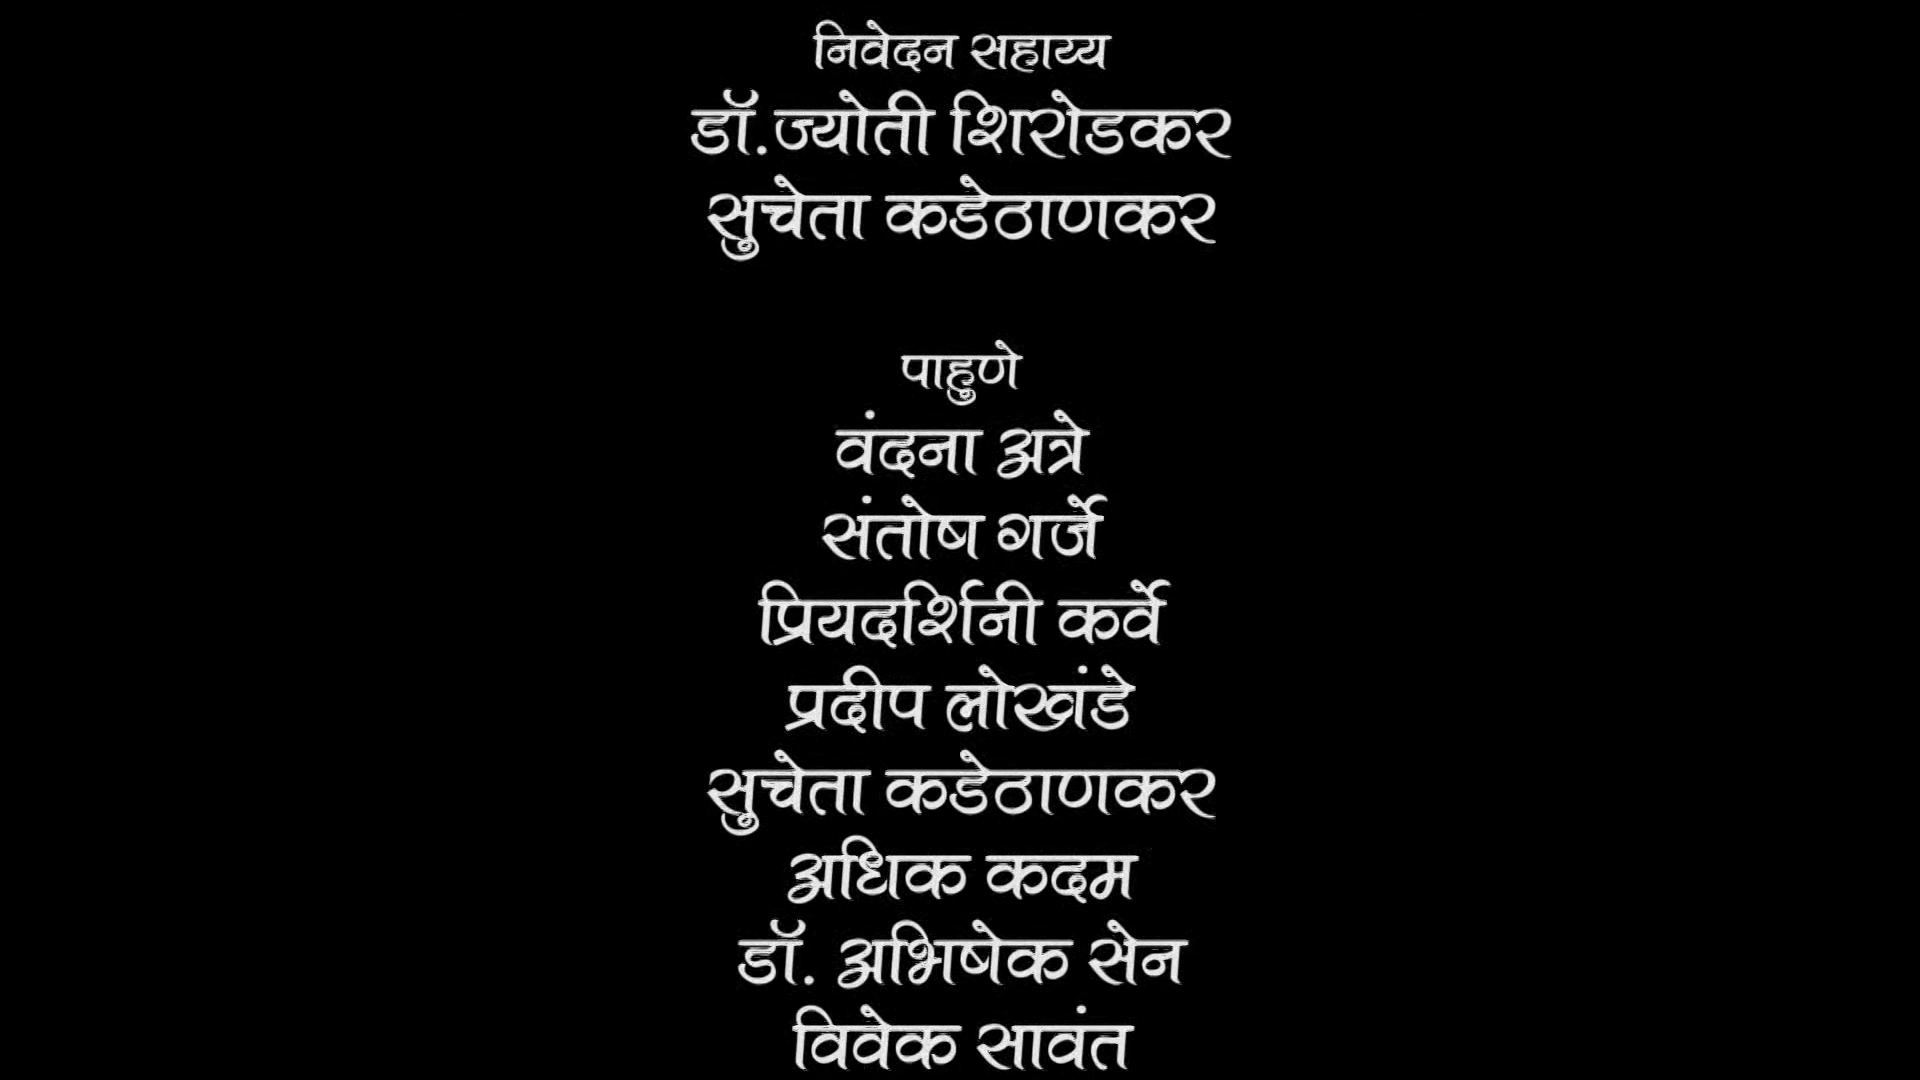 निवेदन सहाय्य
डॉ.ज्योती शिरोडकर
सुचेता कडेठाणकर
पाहुणे
वंदना अत्रे
संतोष गर्जे
प्रियदर्शिनी कर्वे
प्रदीप लोखंडे
सुचेता कडेठाणकर
अधिक कदम
डॉ. अभिषेक सेन
विवेक सावंत